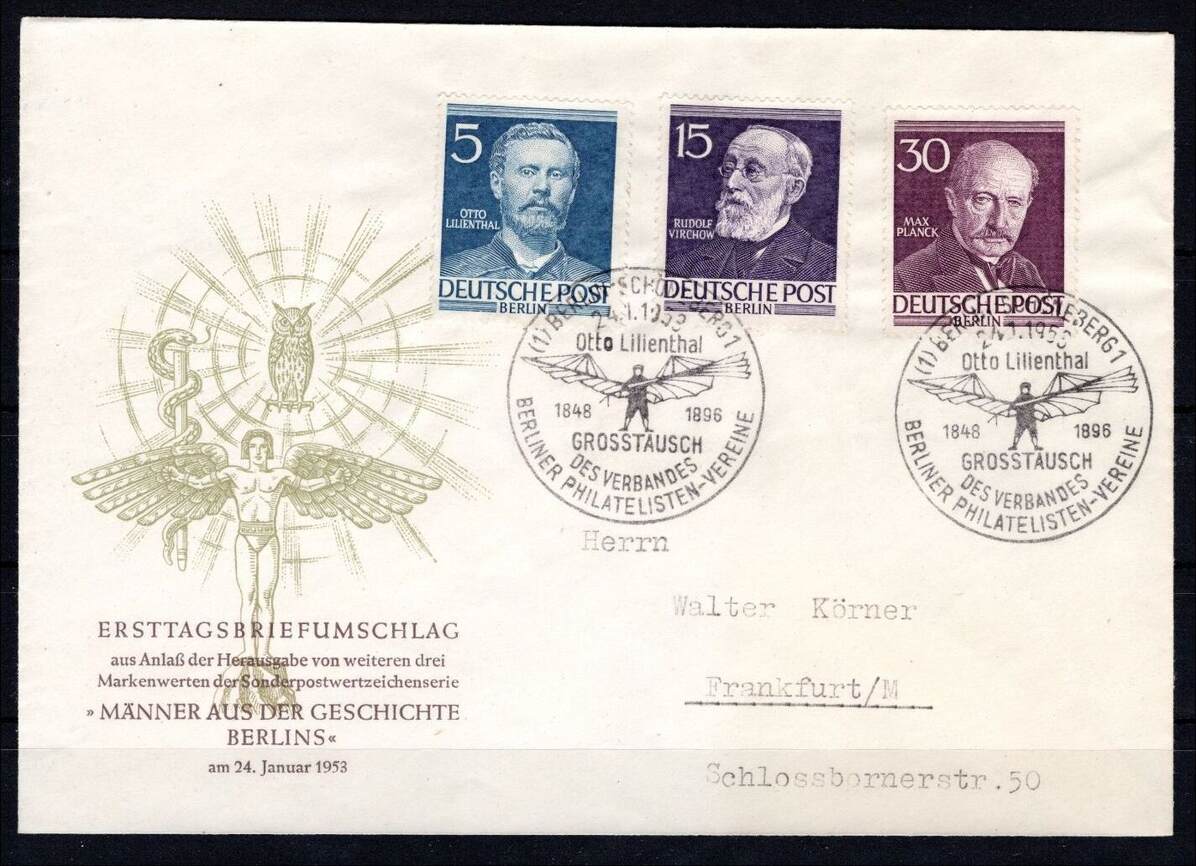 5
OTTO
LILIENTHAL
DEUTSCHE POST
BERLIN
15
RUDOLF
VIRCHOW
DEUTSCHE POST
BERLIN
30
MAX
PLANCK
DEUTSCHE POST
BERLIN
Otto Lilienthal
1848 1896
GROSSTAUSCH
DES VERBANDES
BERLINER PHILATELISTEN-VEREINE
Otto Lilienthal
1848 1896
GROSSTAUSCH
DES VERBANDES
BERLINER PHILATELISTEN-VEREINE
Herrn
Walter Körner
Frankfurt/M
Schlossbornerstr.50
ERSTTAGSBRIEFUMSCHLAG
aus Anlaß der Herausgabe von weiteren drei
Markenwerten der Sonderpostwertzeichenserie
» MÄNNER AUS DER GESCHICHTE
BERLINS«
am 24. Januar 1953